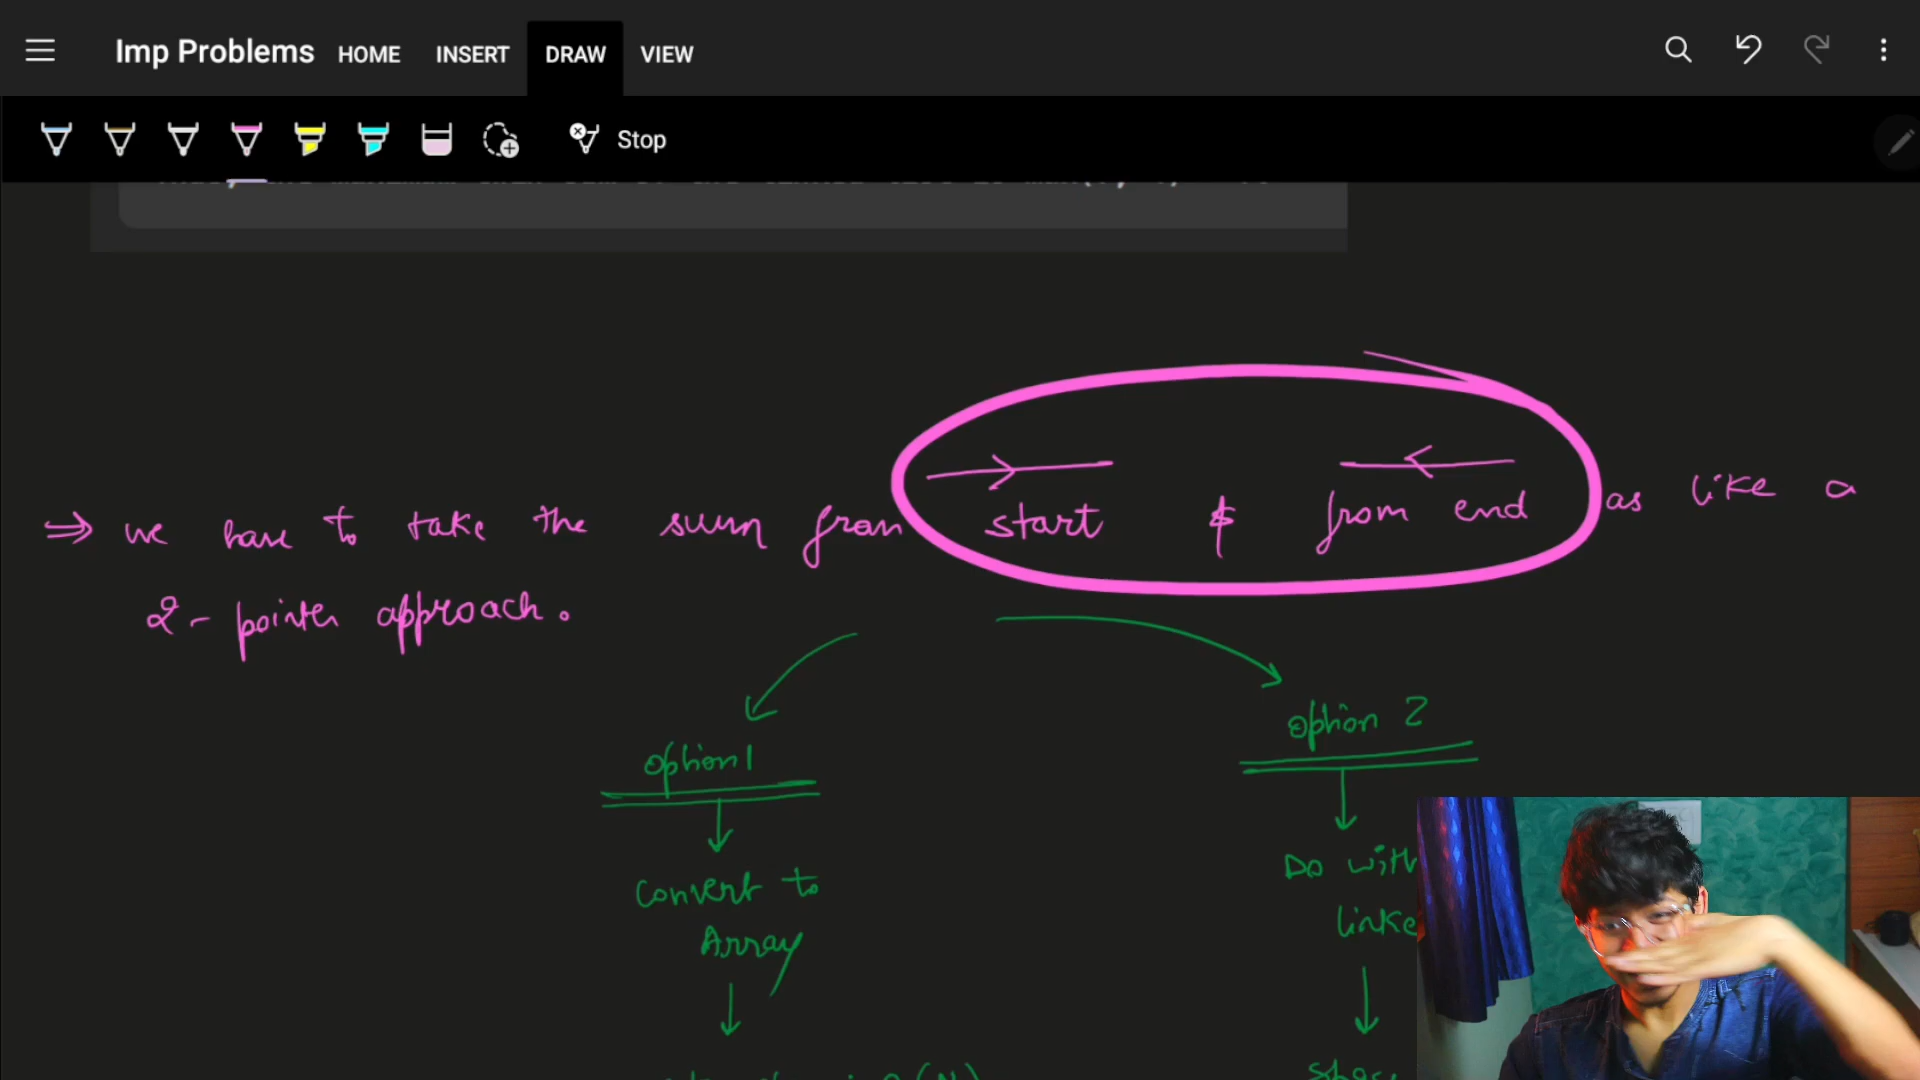 Imp Problems HOME INSERT DRAW VIEW
Stop
start & from end
⇒ we have to take the sum from as like a
2 - pointer approach.
option 1
option 2
Convert to
Array
Do with
linke
(N)
spac